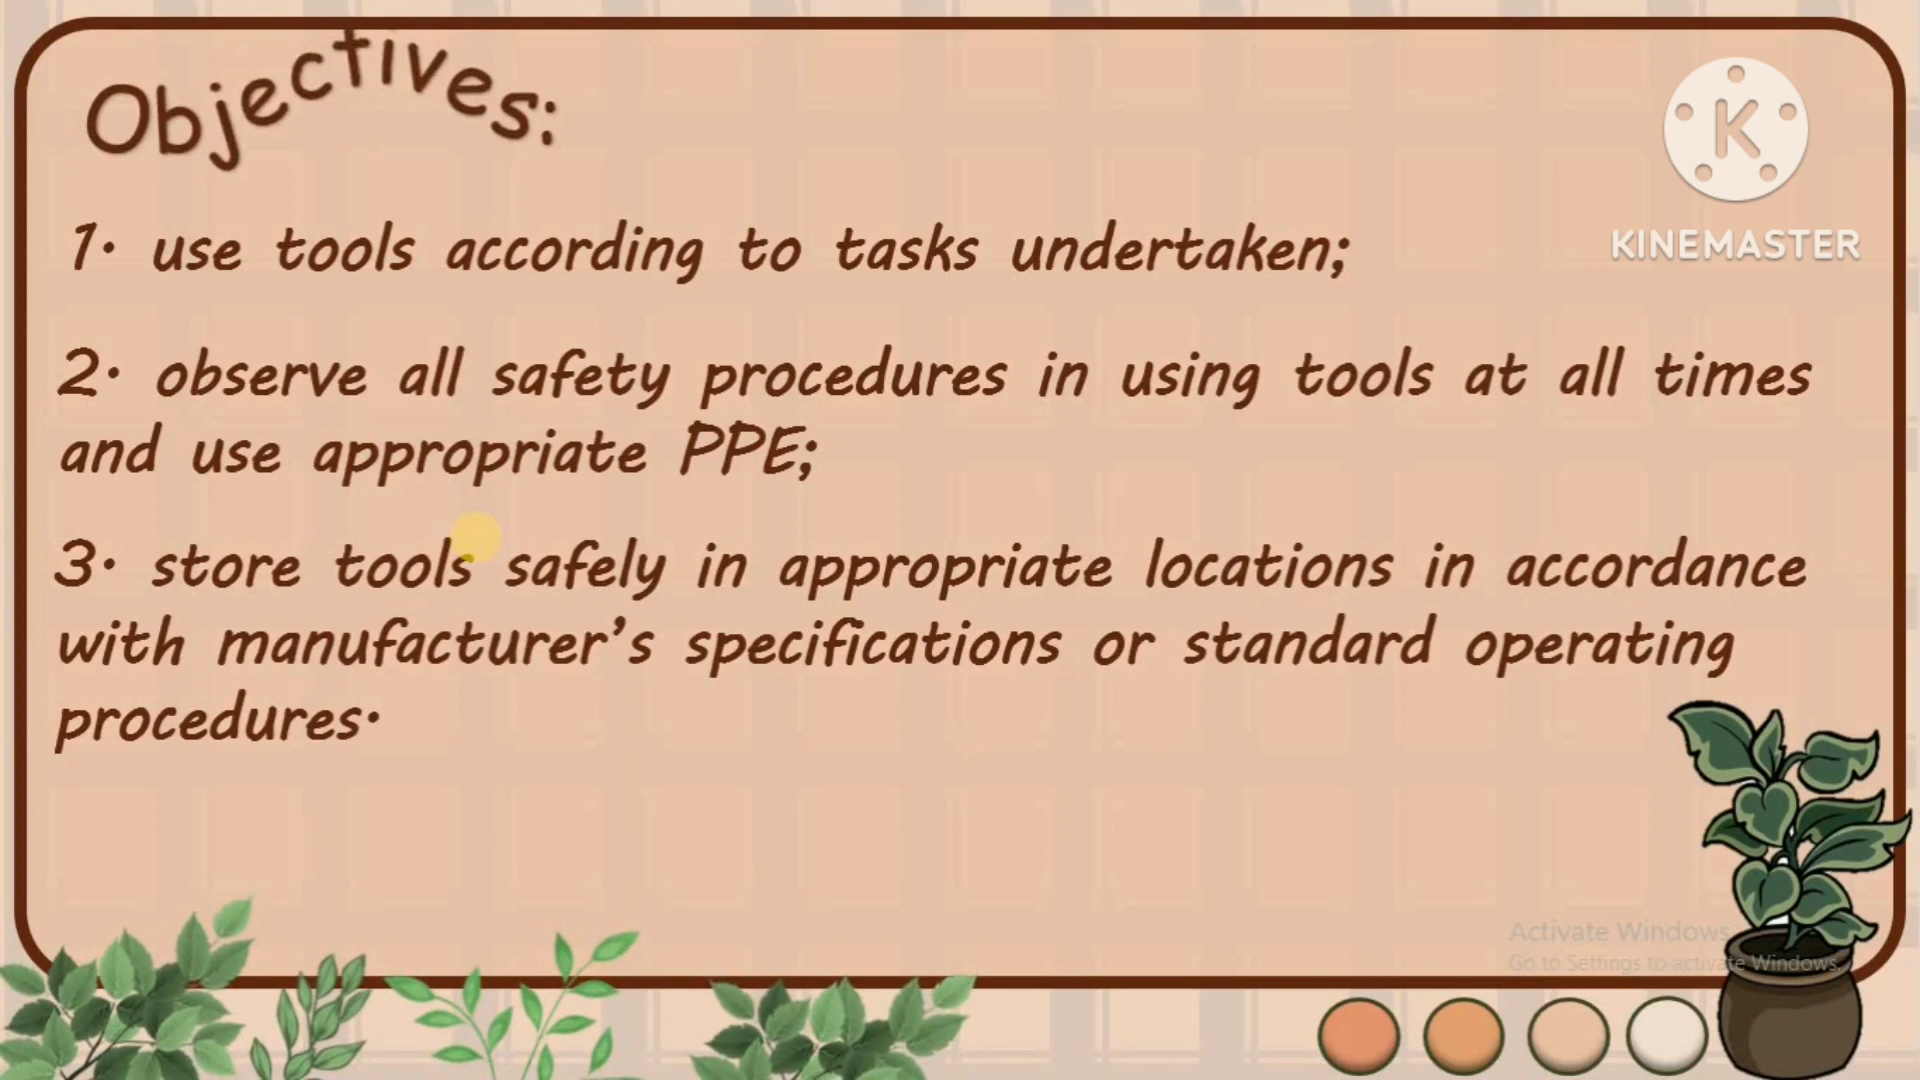 Objectives:
K
KINEMASTER
1. use tools according to tasks undertaken;
2. observe all safety procedures in using tools at all times
and use appropriate PPE;
3. store tools safely in appropriate locations in accordance
with manufacturer's specifications or standard operating
procedures.
Activate Windows
Go to Settings to activate Windows.